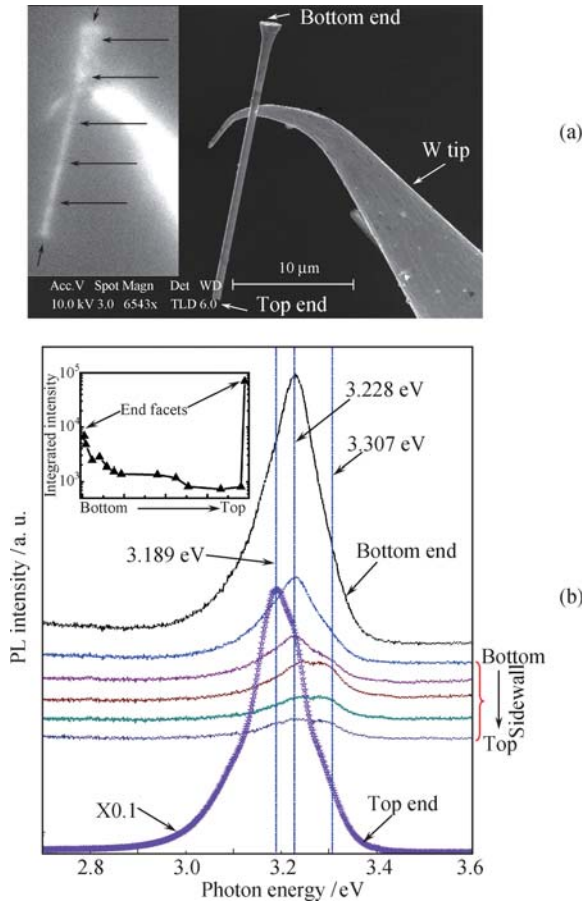 Bottom end
(a)
W tip
10 μm
Acc.V Spot Magn Det WD
10.0 kV 3.0 6543x TLD 6.0
Top end
10^5
10^4
10^3
Integrated intensity
End facets
Bottom Top
3.228 eV
3.307 eV
3.189 eV
Bottom end
(b)
PL intensity / a. u.
Bottom
Sidewall
Top
X0.1
Top end
2.8 3.0 3.2 3.4 3.6
Photon energy /eV